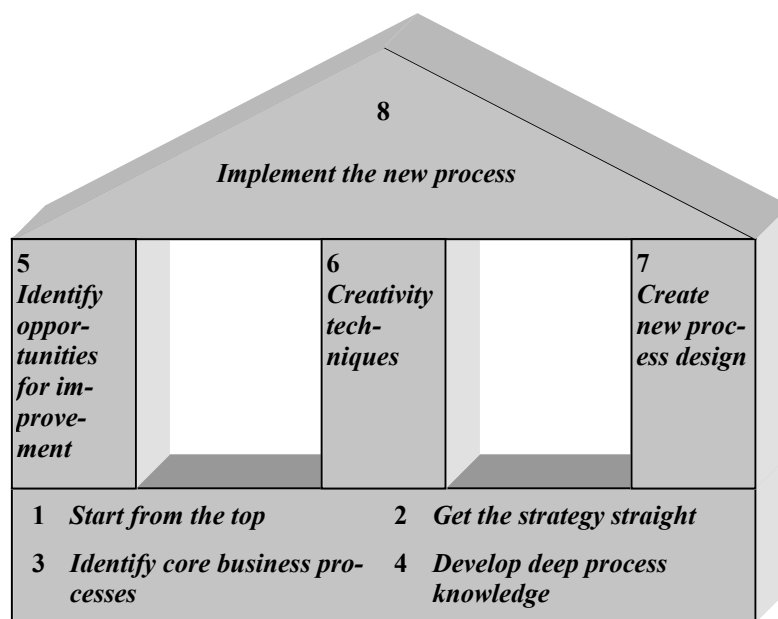 8
Implement the new process
5
Identify
oppor-
tunities
for im-
prove-
ment
6
Creativity
tech-
niques
7
Create
new proc-
ess design
1 Start from the top
2 Get the strategy straight
3 Identify core business pro-
cesses
4 Develop deep process
knowledge